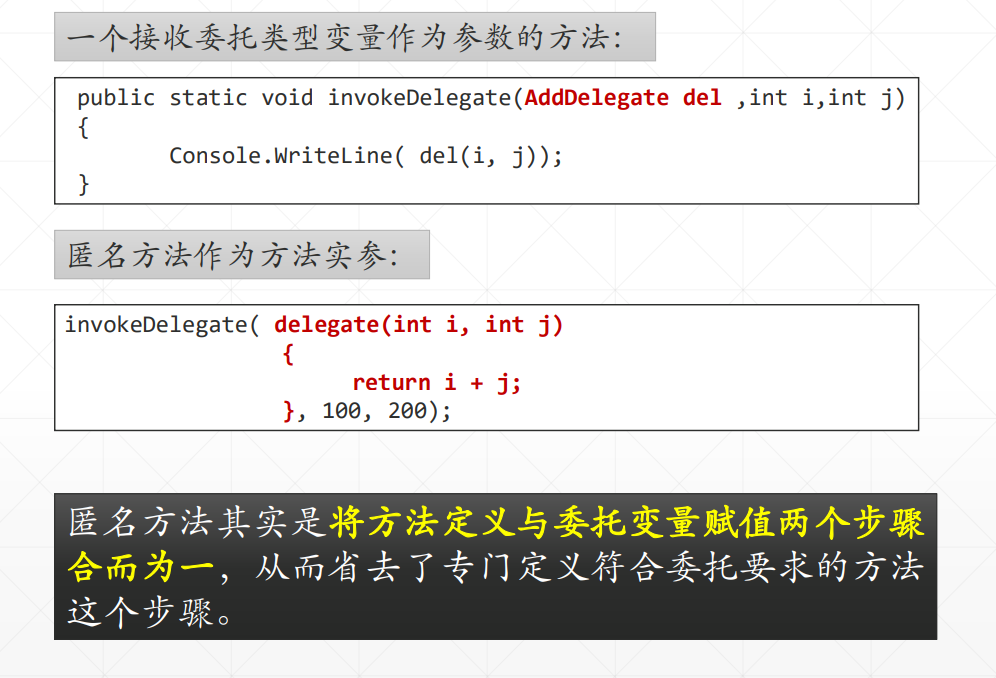 一个接收委托类型变量作为参数的方法：
public static void invokeDelegate(AddDelegate del ,int i,int j)
{
Console.WriteLine( del(i, j));
}
匿名方法作为方法实参：
invokeDelegate( delegate(int i, int j)
{
return i + j;
}, 100, 200);
匿名方法其实是将方法定义与委托变量赋值两个步骤
合而为一，从而省去了专门定义符合委托要求的方法
这个步骤。